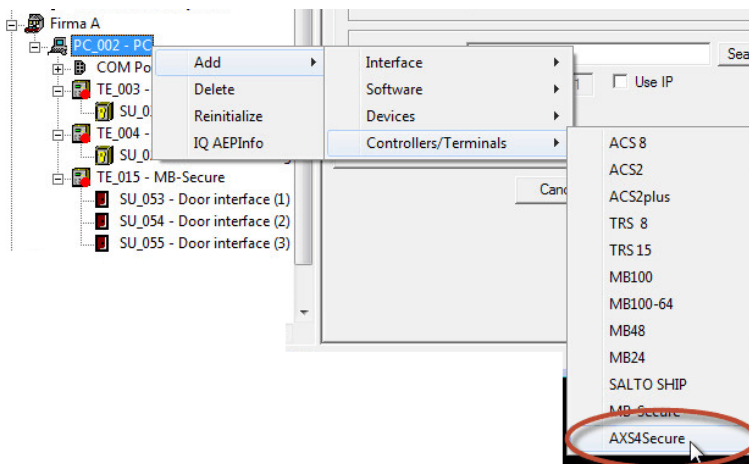 Firma A
PC_002 - PC
COM Po
TE_003 -
SU_0
TE_004 -
SU_0
TE_015 - MB-Secure
SU_053 - Door interface (1)
SU_054 - Door interface (2)
SU_055 - Door interface (3)
Add
Delete
Reinitialize
IQ AEPInfo
Interface
Software
Devices
Controllers/Terminals
Sea
Use IP
Canc
ACS 8
ACS2
ACS2plus
TRS 8
TRS 15
MB100
MB100-64
MB48
MB24
SALTO SHIP
MB-Secure
AXS4Secure